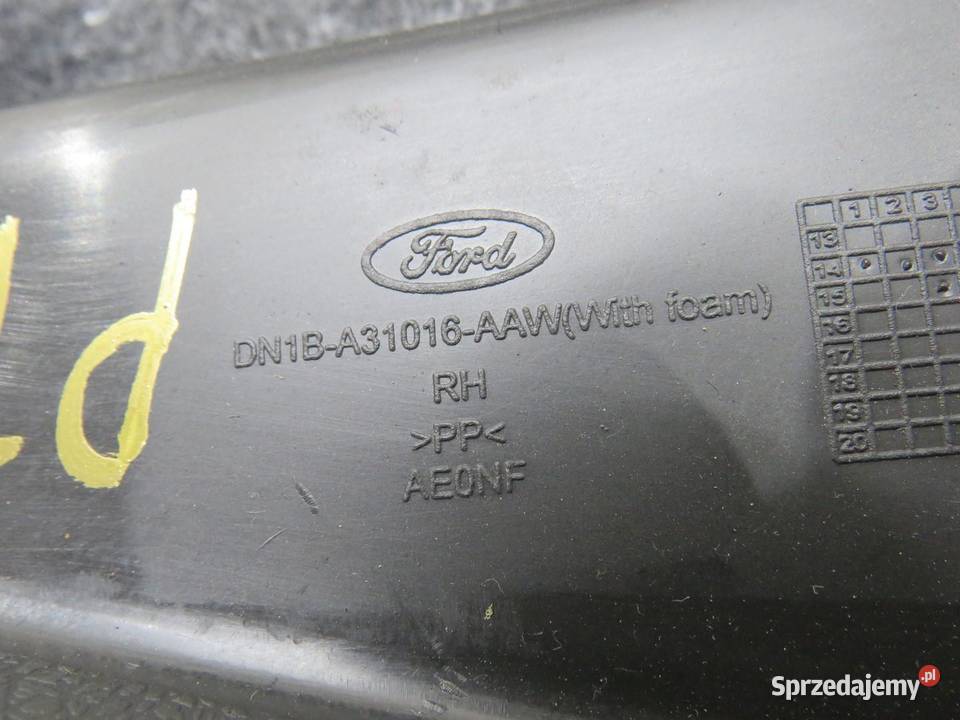 Ford
DN1B-A31016-AAW(With foam)
RH
>PP<
AE0NF
1 2 3
13
14
15
16
17
18
19
20
Sprzedajemy.pl